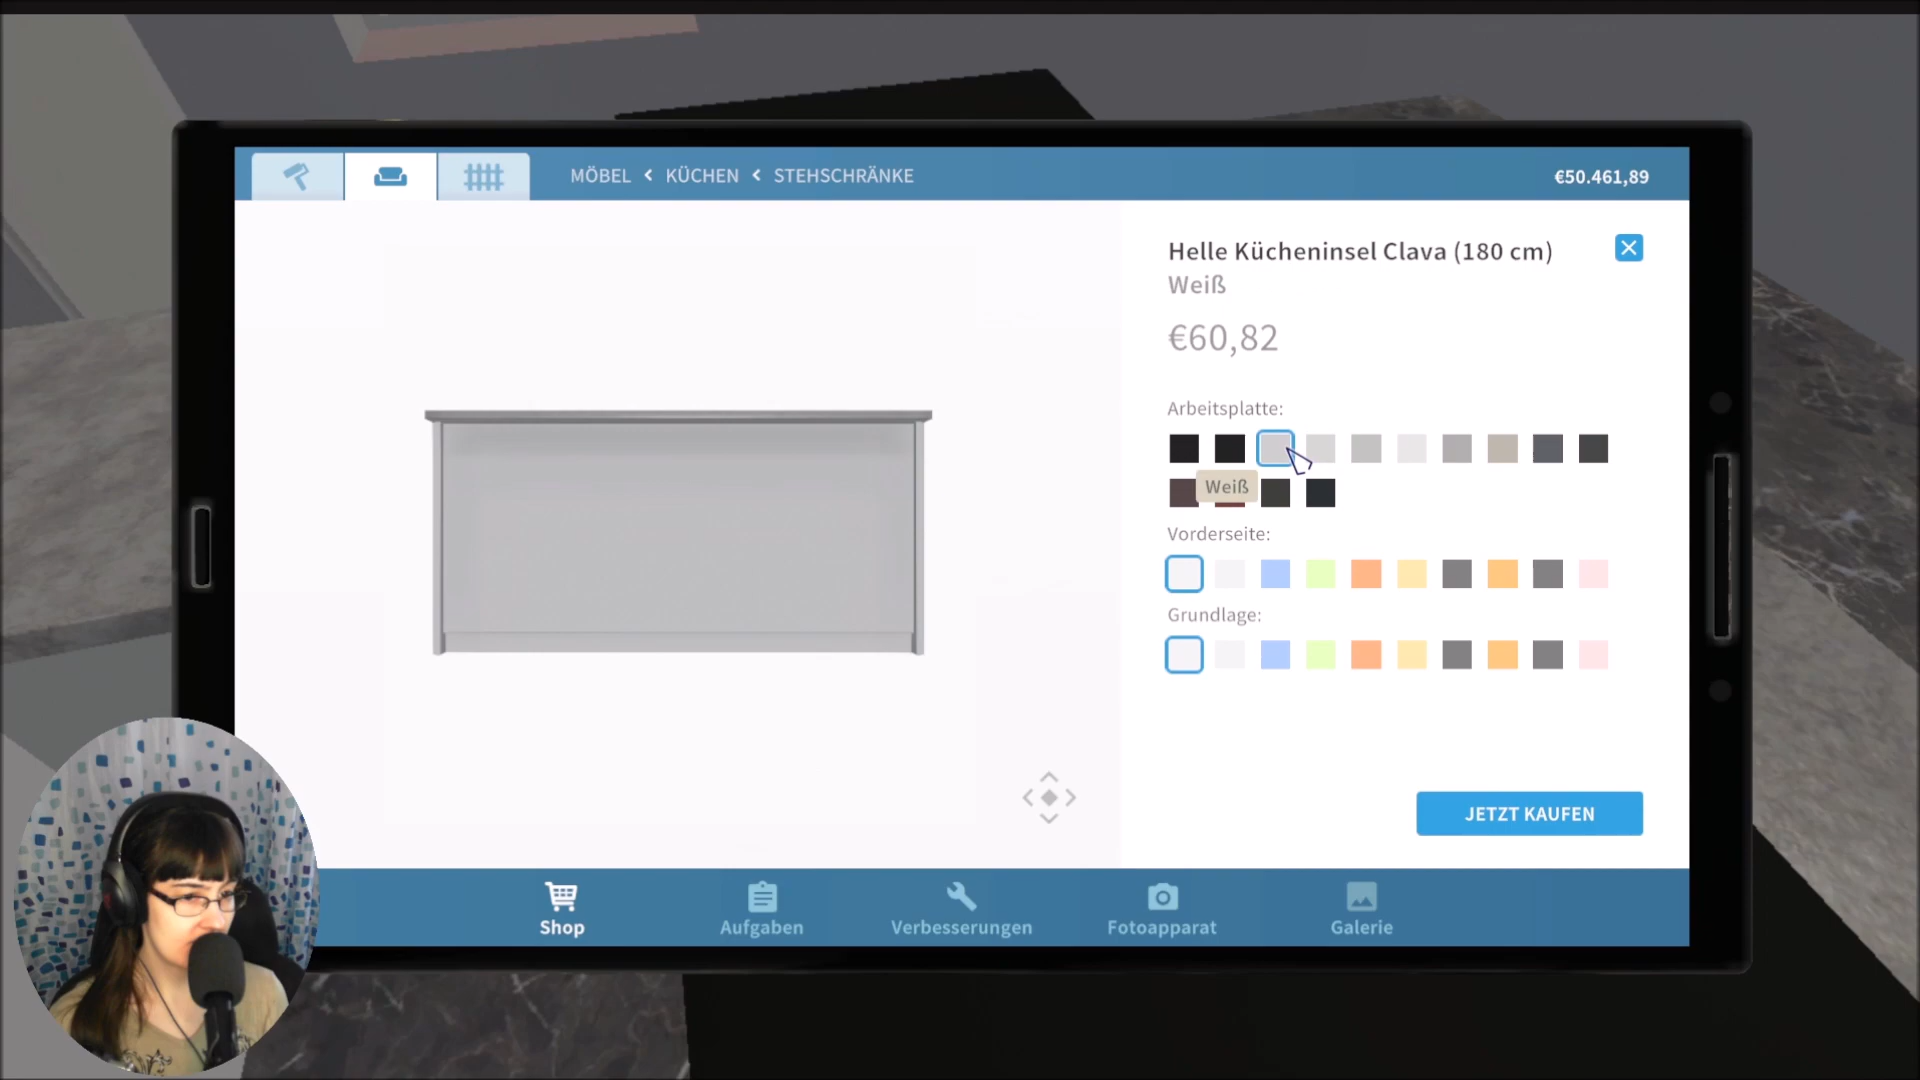 MÖBEL < KÜCHEN < STEHSCHRÄNKE
€50.461,89
Helle Kücheninsel Clava (180 cm)
Weiß
€60,82
Arbeitsplatte:
Weiß
Vorderseite:
Grundlage:
JETZT KAUFEN
Shop
Aufgaben
Verbesserungen
Fotoapparat
Galerie